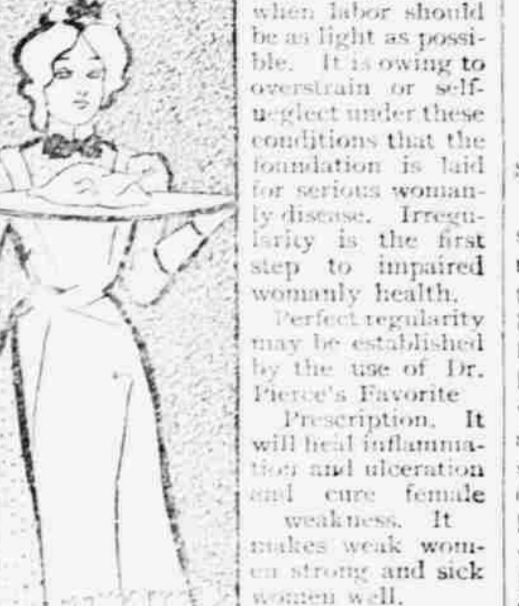 when labor should
be as light as possi-
ble. It is owing to
overstrain or self-
neglect under these
conditions that the
foundation is laid
for serious woman-
ly disease. Irregu-
larity is the first
step to impaired
womanly health.
Perfect regularity
may be established
by the use of Dr.
Pierce's Favorite
Prescription. It
will heal inflamma-
tion and ulceration
and cure female
weakness. It
makes weak wom-
en strong and sick
women well.